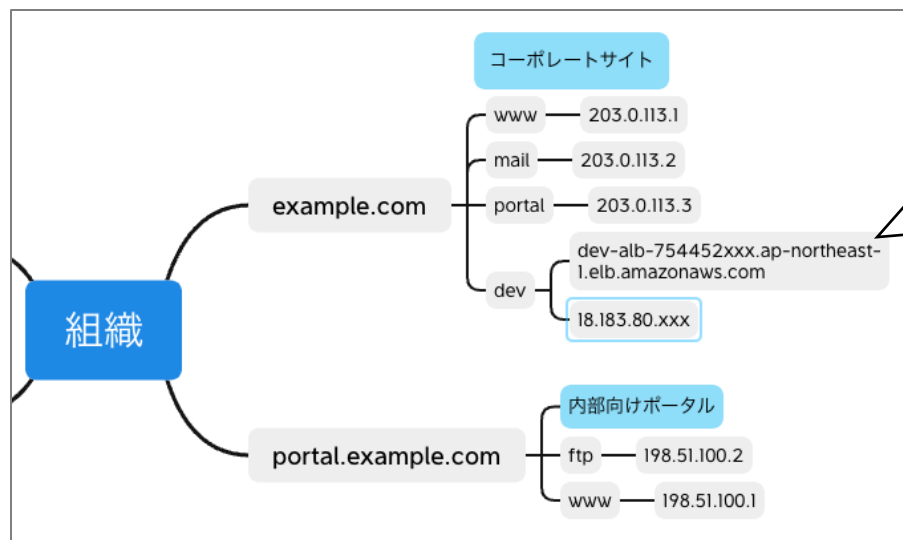 コーポレートサイト
www
203.0.113.1
mail
203.0.113.2
example.com
portal
203.0.113.3
dev
dev-alb-754452xxx.ap-northeast-
1.elb.amazonaws.com
18.183.80.xxx
組織
内部向けポータル
portal.example.com
ftp
198.51.100.2
www
198.51.100.1